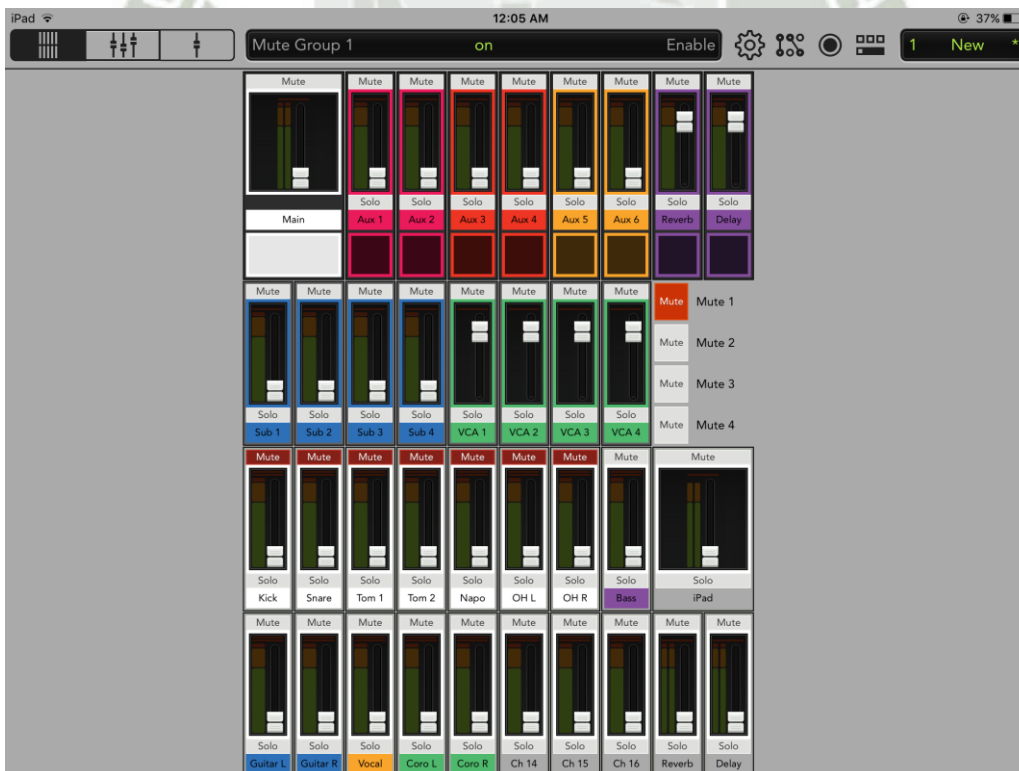 iPad 12:05 AM 37%
Mute Group 1 on Enable 1 New *
Mute Mute Mute Mute Mute Mute Mute Mute Mute
Solo Solo Solo Solo Solo Solo Solo Solo
Main Aux 1 Aux 2 Aux 3 Aux 4 Aux 5 Aux 6 Reverb Delay
Mute Mute Mute Mute Mute Mute Mute Mute
Mute Mute 1
Mute Mute 2
Mute Mute 3
Mute Mute 4
Solo Solo Solo Solo Solo Solo Solo Solo
Sub 1 Sub 2 Sub 3 Sub 4 VCA 1 VCA 2 VCA 3 VCA 4
Mute Mute Mute Mute Mute Mute Mute Mute Mute
Solo Solo Solo Solo Solo Solo Solo Solo Solo
Kick Snare Tom 1 Tom 2 Napo OH L OH R Bass iPad
Mute Mute Mute Mute Mute Mute Mute Mute Mute Mute
Solo Solo Solo Solo Solo Solo Solo Solo Solo Solo
Guitar L Guitar R Vocal Coro L Coro R Ch 14 Ch 15 Ch 16 Reverb Delay